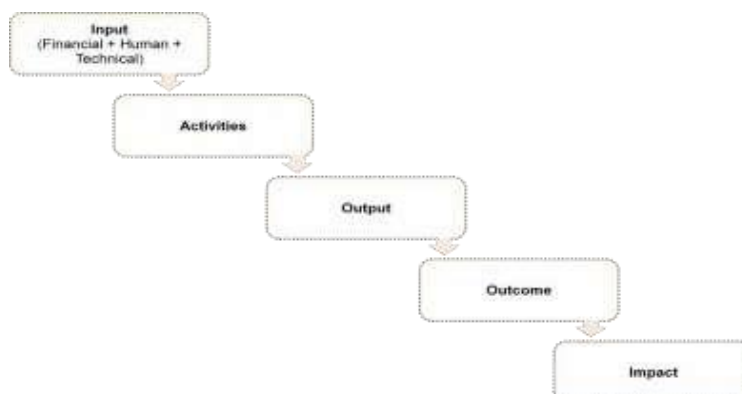 Input
(Financial + Human +
Technical)
Activities
Output
Outcome
Impact